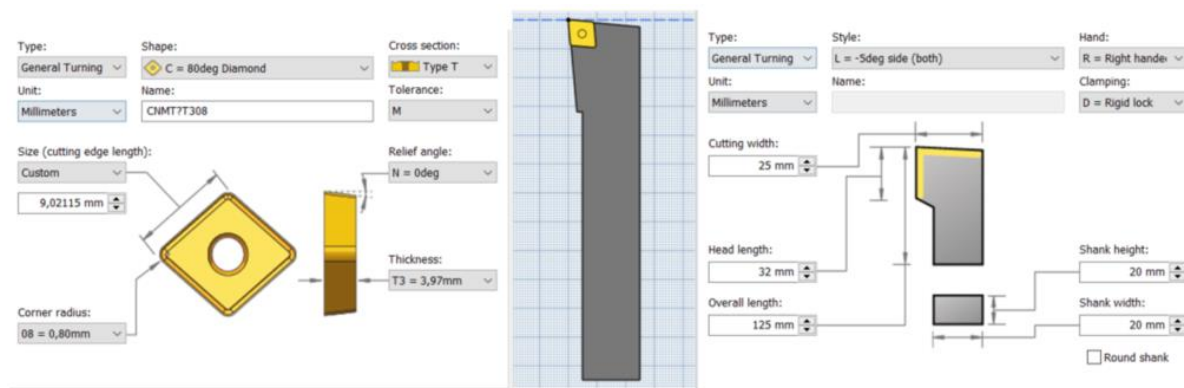 Type:
General Turning
Shape:
C = 80deg Diamond
Cross section:
Type T
Unit:
Millimeters
Name:
CNMT?T308
Tolerance:
M
Size (cutting edge length):
Custom
9,02115 mm
Relief angle:
N = 0deg
Thickness:
T3 = 3,97mm
Corner radius:
08 = 0,80mm
Type:
General Turning
Style:
L = -5deg side (both)
Hand:
R = Right hande
Unit:
Millimeters
Name:
Clamping:
D = Rigid lock
Cutting width:
25 mm
Head length:
32 mm
Overall length:
125 mm
Shank height:
20 mm
Shank width:
20 mm
Round shank